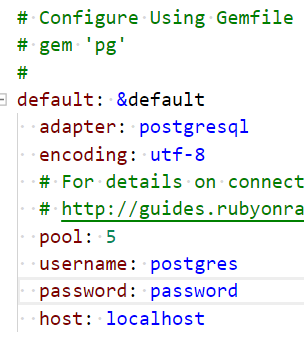 # Configure Using Gemfile
# gem 'pg'
#
default: &default
adapter: postgresql
encoding: utf-8
# For details on connect
# http://guides.rubyonra
pool: 5
username: postgres
password: password
host: localhost